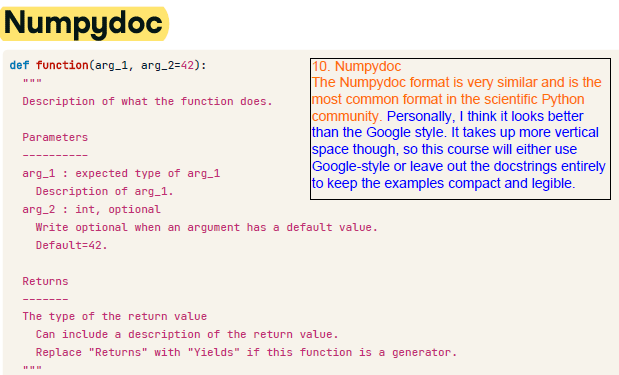 Numpydoc
def function(arg_1, arg_2=42):
"""
Description of what the function does.
Parameters
----------
arg_1 : expected type of arg_1
Description of arg_1.
arg_2 : int, optional
Write optional when an argument has a default value.
Default=42.
Returns
-------
The type of the return value
Can include a description of the return value.
Replace "Returns" with "Yields" if this function is a generator.
"""
10. Numpydoc
The Numpydoc format is very similar and is the
most common format in the scientific Python
community. Personally, I think it looks better
than the Google style. It takes up more vertical
space though, so this course will either use
Google-style or leave out the docstrings entirely
to keep the examples compact and legible.